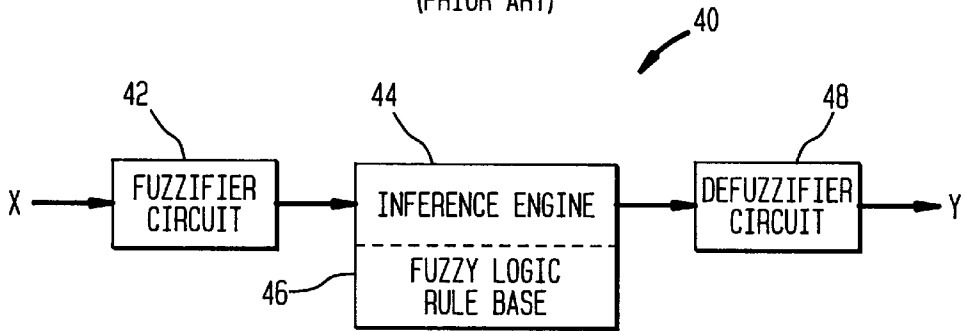 (PRIOR ART)
40
42
44
48
X
FUZZIFIER
CIRCUIT
INFERENCE ENGINE
DEFUZZIFIER
CIRCUIT
Y
46
FUZZY LOGIC
RULE BASE